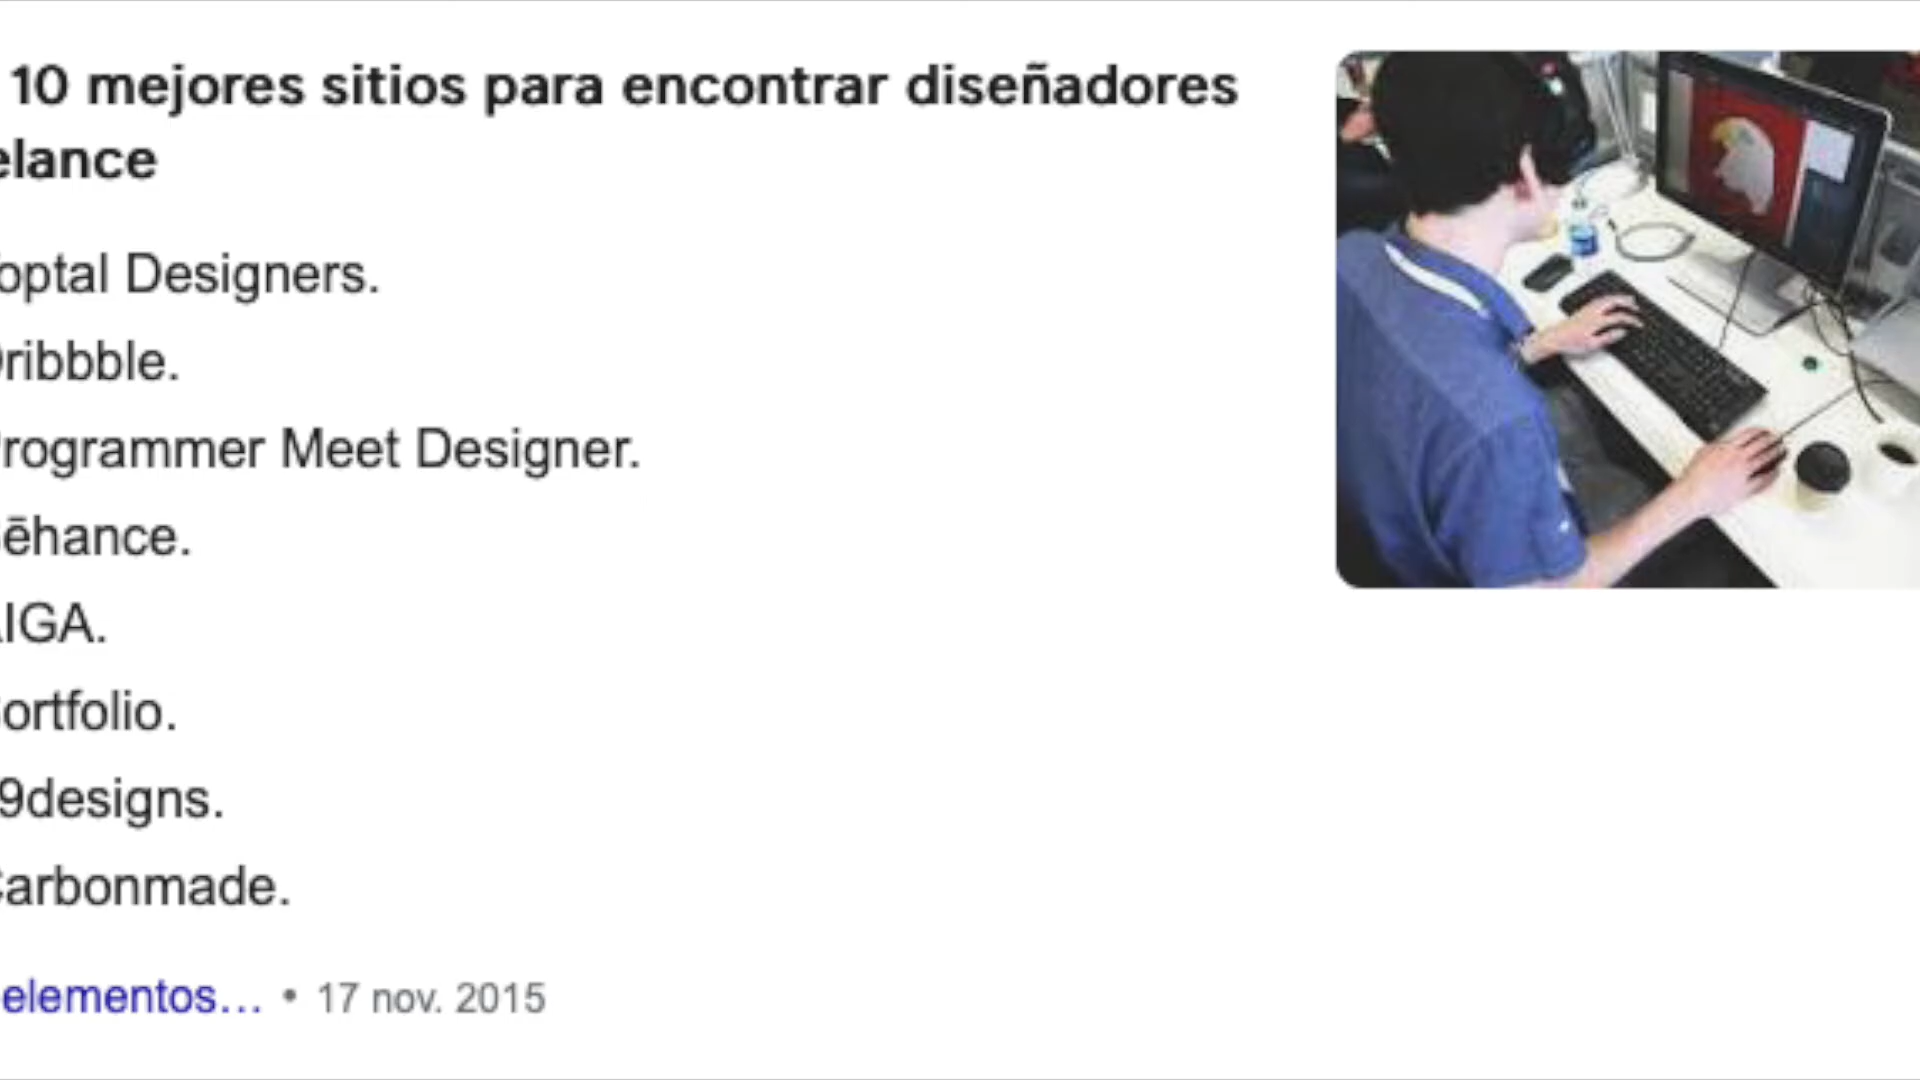 10 mejores sitios para encontrar diseñadores
elance
optal Designers.
ribbble.
rogrammer Meet Designer.
ēhance.
IGA.
ortfolio.
9designs.
arbonmade.
elementos... • 17 nov. 2015